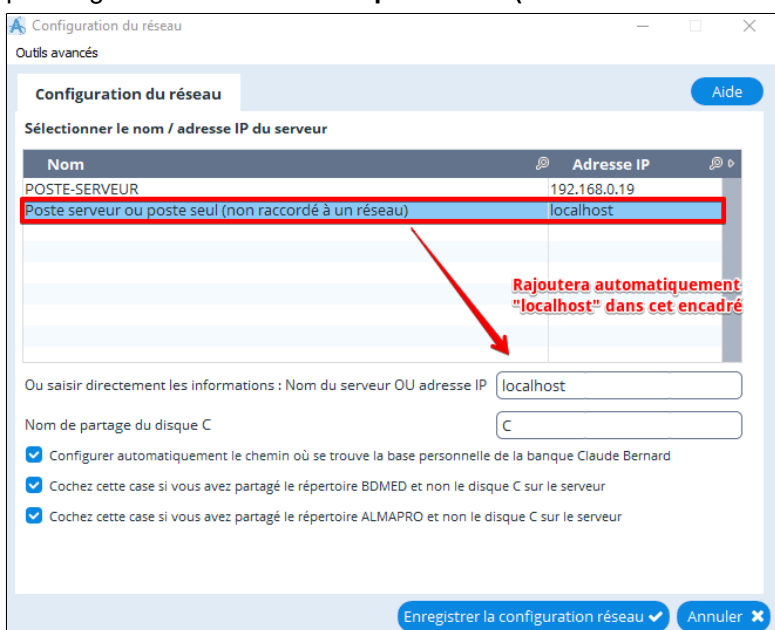 Configuration du réseau
Outils avancés
Configuration du réseau
Aide
Sélectionner le nom / adresse IP du serveur
Nom Adresse IP
POSTE-SERVEUR 192.168.0.19
Poste serveur ou poste seul (non raccordé à un réseau) localhost
Rajoutera automatiquement
"localhost" dans cet encadré
Ou saisir directement les informations : Nom du serveur OU adresse IP localhost
Nom de partage du disque C C
Configurer automatiquement le chemin où se trouve la base personnelle de la banque Claude Bernard
Cochez cette case si vous avez partagé le répertoire BDMED et non le disque C sur le serveur
Cochez cette case si vous avez partagé le répertoire ALMAPRO et non le disque C sur le serveur
Enregistrer la configuration réseau Annuler